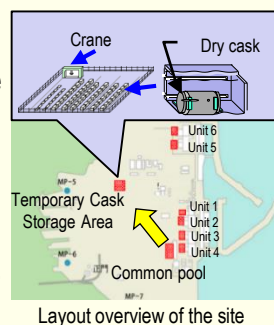 Crane
Dry cask
Unit 6
Unit 5
MP-5
Temporary Cask
Storage Area
Unit 1
Unit 2
Unit 3
Unit 4
MP-6
Common pool
MP-7
Layout overview of the site